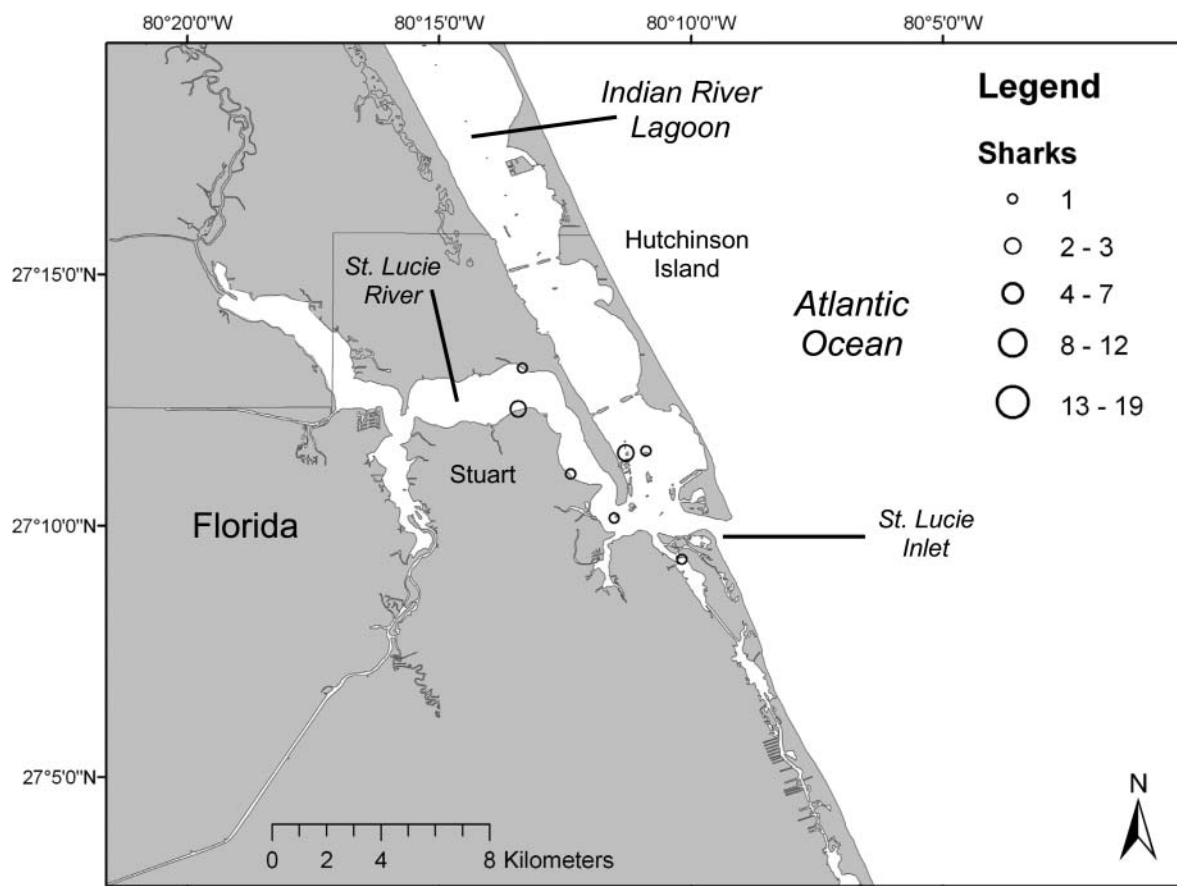 80°20'0"W
80°15'0"W
80°10'0"W
80°5'0"W
Legend
Sharks
1
2 - 3
4 - 7
8 - 12
13 - 19
Indian River
Lagoon
Hutchinson
Island
27°15'0"N
St. Lucie
River
Atlantic
Ocean
Stuart
27°10'0"N
Florida
St. Lucie
Inlet
27°5'0"N
N
0 2 4 8 Kilometers